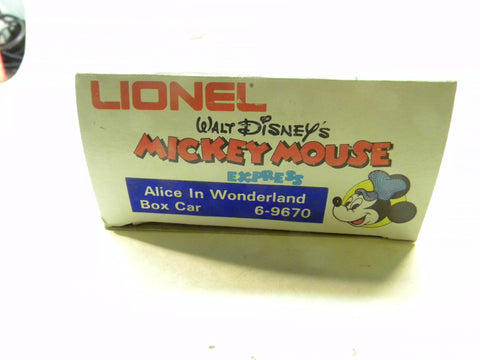 LIONEL
WALT DISNEY'S
MICKEY MOUSE
EXPRESS
Alice In Wonderland
Box Car 6-9670